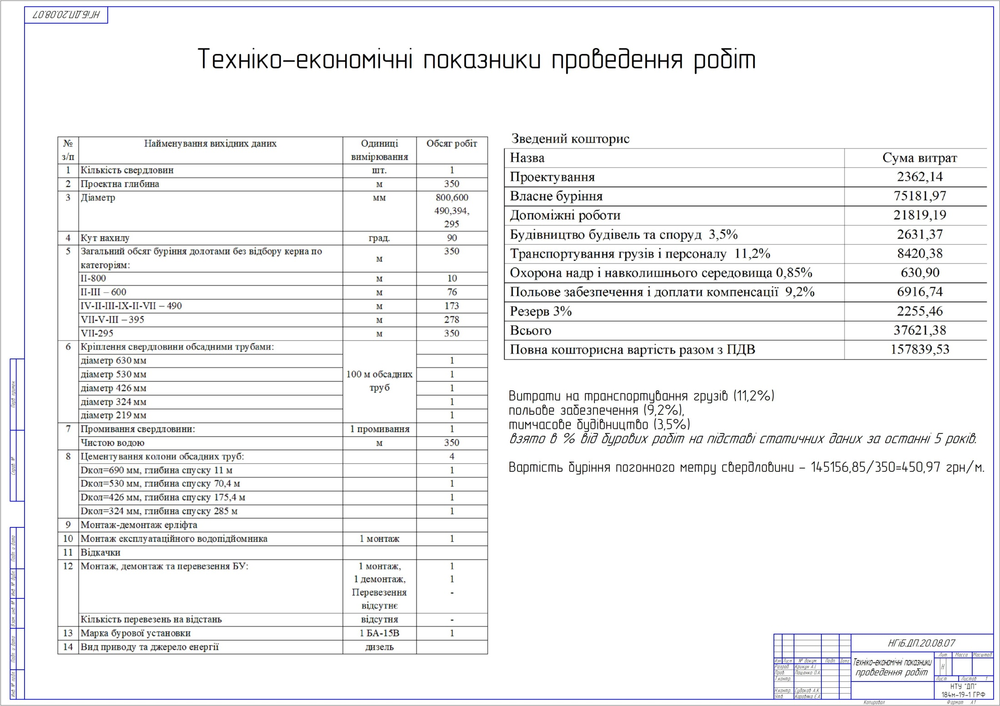 НГіБ.ДП.20.08.07
Техніко-економічні показники проведення робіт
№ з/п Найменування вихідних даних Одиниці вимірювання Обсяг робіт
1 Кількість свердловин шт. 1
2 Проектна глибина м 350
3 Діаметр мм 800,600
490,394,
295
4 Кут нахилу град. 90
5 Загальний обсяг буріння долотами без відбору керна по категоріям: м 350
II-800 м 10
II-III – 600 м 76
IV-II-III-IX-II-VII – 490 м 173
VII-V-III – 395 м 278
VII-295 м 350
6 Кріплення свердловини обсадними трубами: 100 м обсадних труб
діаметр 630 мм 1
діаметр 530 мм 1
діаметр 426 мм 1
діаметр 324 мм 1
діаметр 219 мм 1
7 Промивання свердловини: 1 промивання 1
Чистою водою м 350
8 Цементування колони обсадних труб: 4
Dкол=690 мм, глибина спуску 11 м 1
Dкол=530 мм, глибина спуску 70,4 м 1
Dкол=426 мм, глибина спуску 175,4 м 1
Dкол=324 мм, глибина спуску 285 м 1
9 Монтаж-демонтаж ерліфта
10 Монтаж експлуатаційного водопідйомника 1 монтаж 1
11 Відкачки
12 Монтаж, демонтаж та перевезення БУ: 1 монтаж, 1
1 демонтаж, 1
Перевезення -
відсутнє
Кількість перевезень на відстань відсутня -
13 Марка бурової установки 1 БА-15В 1
14 Вид приводу та джерело енергії дизель
Зведений кошторис
Назва Сума витрат
Проектування 2362,14
Власне буріння 75181,97
Допоміжні роботи 21819,19
Будівництво будівель та споруд 3,5% 2631,37
Транспортування грузів і персоналу 11,2% 8420,38
Охорона надр і навколишнього середовища 0,85% 630,90
Польове забезпечення і доплати компенсації 9,2% 6916,74
Резерв 3% 2255,46
Всього 37621,38
Повна кошторисна вартість разом з ПДВ 157839,53
Витрати на транспортування грузів (11,2%)
польове забезпечення (9,2%),
тимчасове будівництво (3,5%)
взято в % від бурових робіт на підставі статичних даних за останні 5 років.
Вартість буріння погонного метру свердловини - 145156,85/350=450,97 грн/м.
Перв. примен.
Справ. №
Подп. и дата
Инв. № дубл.
Взам. инв. №
Подп. и дата
Инв. № подл.
НГіБ.ДП.20.08.07
Изм. Лист № докум. Подп. Дата
Разраб. Крикун А.І.
Пров. Пащенко О.А.
Т.контр.
Н.контр. Судаков А.К.
Утв. Коровяка Є.А.
Техніко-економічні показники
проведення робіт
Лит. Масса Масштаб
Н
Лист Листов 1
НТУ "ДП"
184м-19-1 ГРФ
Копировал Формат А1